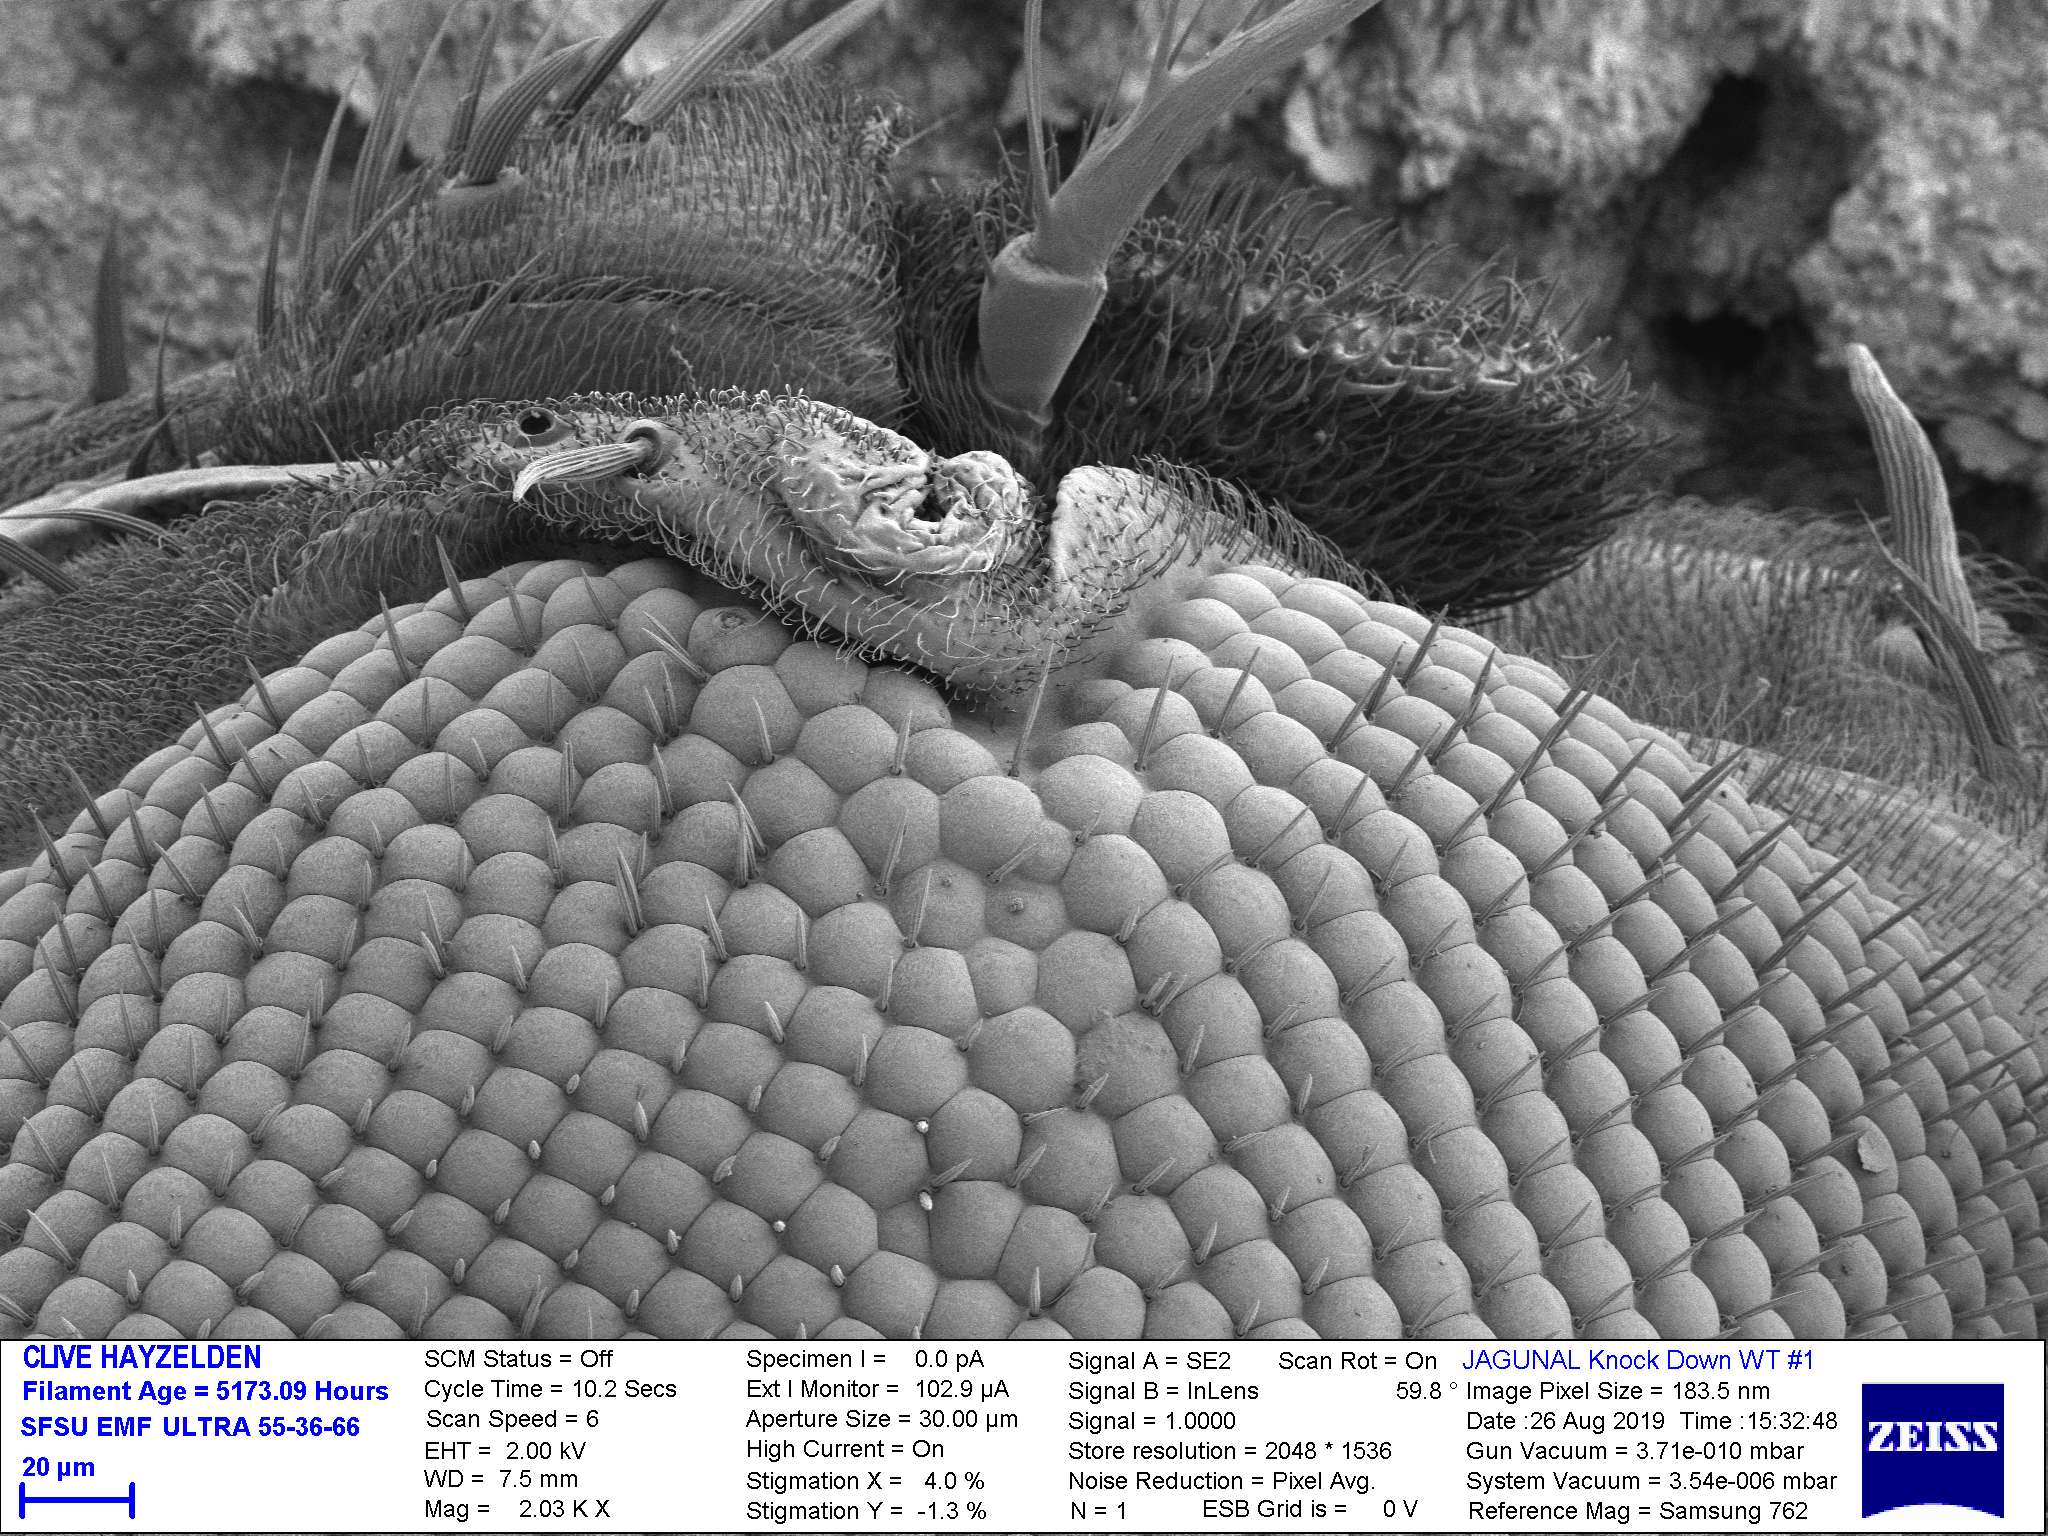 CLIVE HAYZELDEN
Filament Age = 5173.09 Hours
SFSU EMF ULTRA 55-36-66
20 µm
SCM Status = Off
Cycle Time = 10.2 Secs
Scan Speed = 6
EHT = 2.00 kV
WD = 7.5 mm
Mag = 2.03 K X
Specimen I = 0.0 pA
Ext I Monitor = 102.9 µA
Aperture Size = 30.00 µm
High Current = On
Stigmation X = 4.0 %
Stigmation Y = -1.3 %
Signal A = SE2 Scan Rot = On
Signal B = InLens 59.8 °
Signal = 1.0000
Store resolution = 2048 * 1536
Noise Reduction = Pixel Avg.
N = 1 ESB Grid is = 0 V
JAGUNAL Knock Down WT #1
Image Pixel Size = 183.5 nm
Date :26 Aug 2019 Time :15:32:48
Gun Vacuum = 3.71e-010 mbar
System Vacuum = 3.54e-006 mbar
Reference Mag = Samsung 762
ZEISS